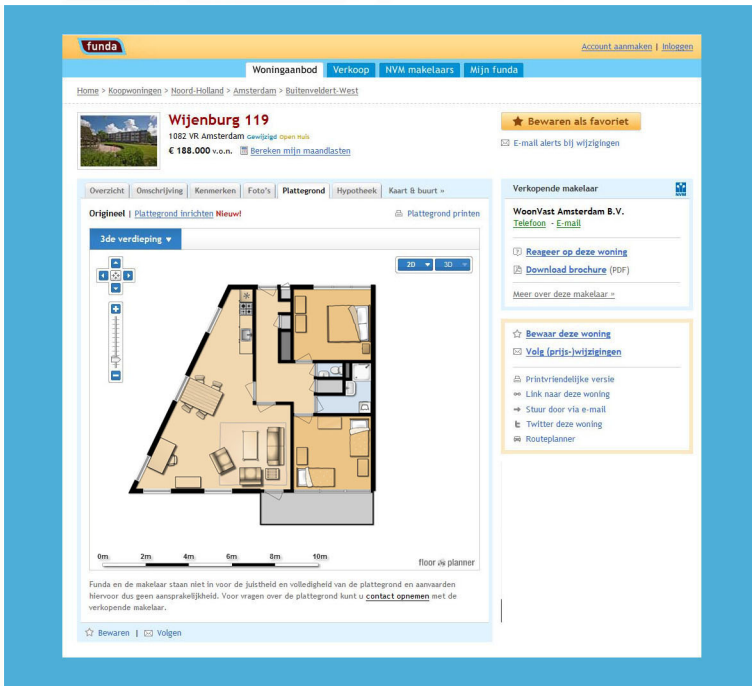 funda
Account aanmaken | Inloggen
Woningaanbod Verkoop NVM makelaars Mijn funda
Home > Koopwoningen > Noord-Holland > Amsterdam > Buitenveldert-West
Wijenburg 119
1082 VR Amsterdam Gewijzigd Open Huis
€ 188.000 v.o.n. Bereken mijn maandlasten
Bewaren als favoriet
E-mail alerts bij wijzigingen
Overzicht Omschrijving Kenmerken Foto's Plattegrond Hypotheek Kaart & buurt »
Origineel | Plattegrond inrichten Nieuw! Plattegrond printen
3de verdieping
2D 3D
0m 2m 4m 6m 8m 10m
floor planner
Funda en de makelaar staan niet in voor de juistheid en volledigheid van de plattegrond en aanvaarden
hiervoor dus geen aansprakelijkheid. Voor vragen over de plattegrond kunt u contact opnemen met de
verkopende makelaar.
Bewaren | Volgen
Verkopende makelaar
NVM
WoonVast Amsterdam B.V.
Telefoon - E-mail
Reageer op deze woning
Download brochure (PDF)
Meer over deze makelaar »
Bewaar deze woning
Volg (prijs-)wijzigingen
Printvriendelijke versie
Link naar deze woning
Stuur door via e-mail
Twitter deze woning
Routeplanner